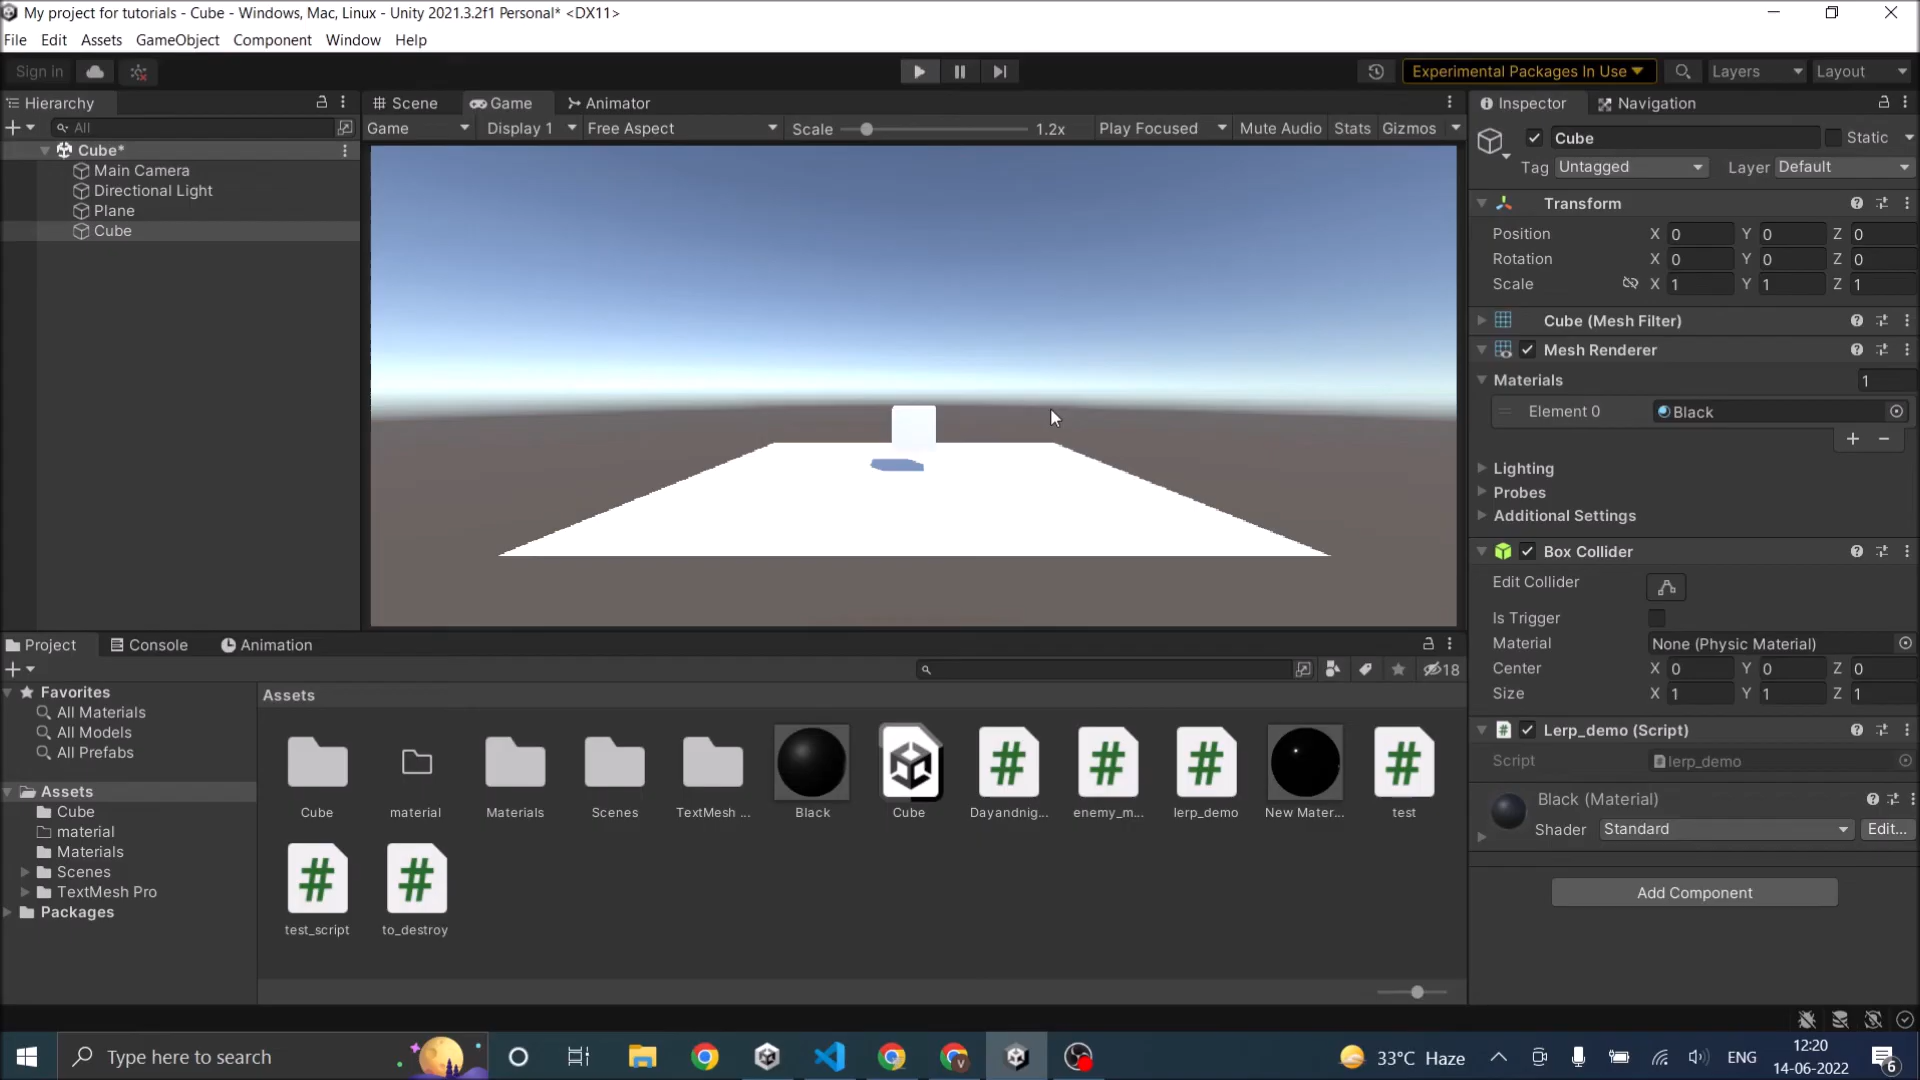 My project for tutorials - Cube - Windows, Mac, Linux - Unity 2021.3.2f1 Personal* <DX11>
File Edit Assets GameObject Component Window Help
Sign in Experimental Packages In Use Layers Layout
Hierarchy
All
Cube*
Main Camera
Directional Light
Plane
Cube
Scene Game Animator
Game Display 1 Free Aspect Scale 1.2x Play Focused Mute Audio Stats Gizmos
Inspector Navigation
Cube Static
Tag Untagged Layer Default
Transform
Position X 0 Y 0 Z 0
Rotation X 0 Y 0 Z 0
Scale X 1 Y 1 Z 1
Cube (Mesh Filter)
Mesh Renderer
Materials 1
Element 0 Black
Lighting
Probes
Additional Settings
Box Collider
Edit Collider
Is Trigger
Material None (Physic Material)
Center X 0 Y 0 Z 0
Size X 1 Y 1 Z 1
Lerp_demo (Script)
Script lerp_demo
Black (Material)
Shader Standard Edit...
Add Component
Project Console Animation
18
Favorites
All Materials
All Models
All Prefabs
Assets
Cube
material
Materials
Scenes
TextMesh Pro
Packages
Assets
Cube material Materials Scenes TextMesh ... Black Cube Dayandnig... enemy_m... lerp_demo New Mater... test
test_script to_destroy
Type here to search 33°C Haze ENG 12:20
14-06-2022 6